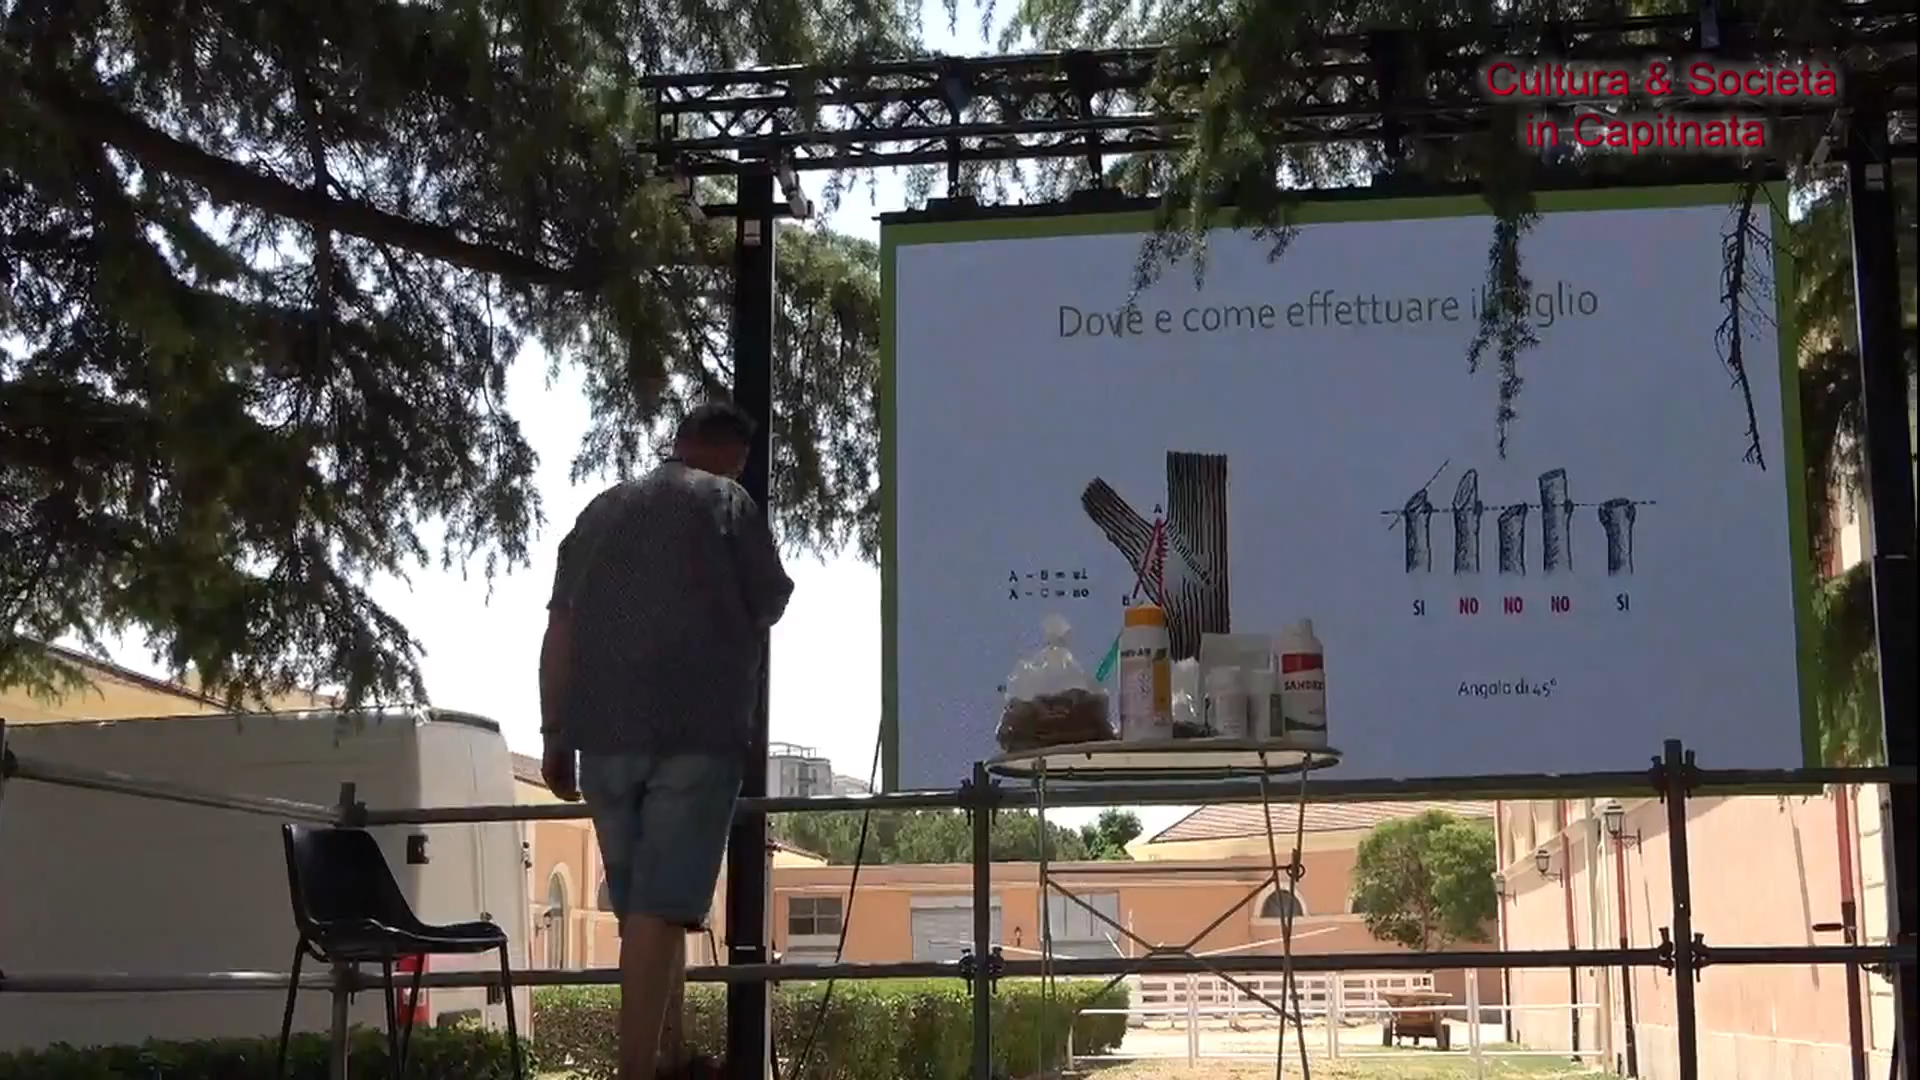 Cultura & Società
in Capitnata
Dove e come effettuare il taglio
A
A - B = si
A - C = no
B
SI NO NO NO SI
Angolo di 45°